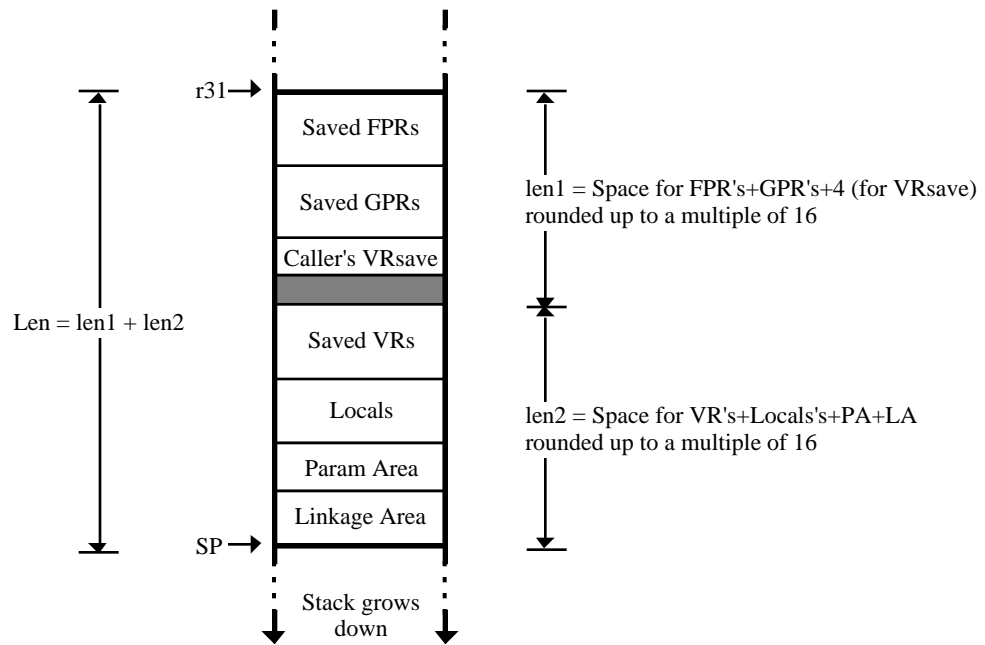 r31
Saved FPRs
Saved GPRs
len1 = Space for FPR's+GPR's+4 (for VRsave)
rounded up to a multiple of 16
Caller's VRsave
Len = len1 + len2
Saved VRs
Locals
len2 = Space for VR's+Locals's+PA+LA
rounded up to a multiple of 16
Param Area
Linkage Area
SP
Stack grows
down